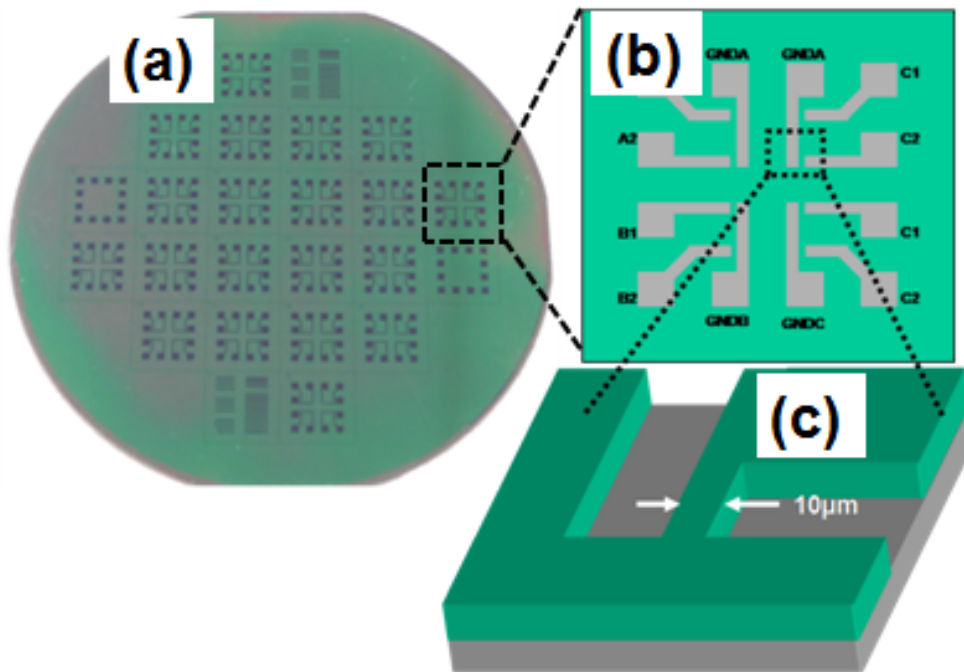 (a)
(b)
GNDA GNDA
C1
A2 C2
B1 C1
B2 C2
GNDB GNDC
(c)
10µm